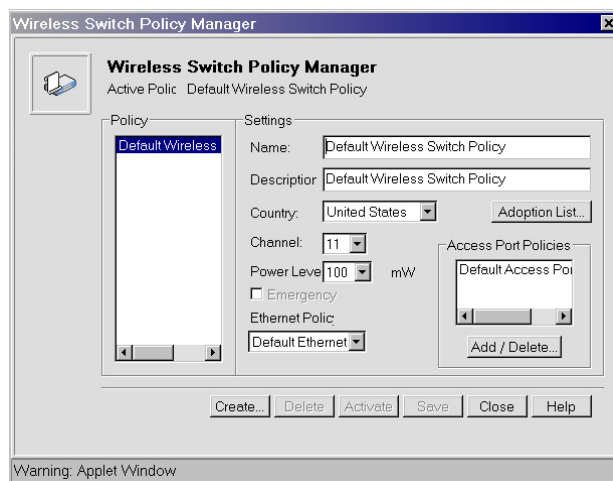 Wireless Switch Policy Manager
Wireless Switch Policy Manager
Active Polic Default Wireless Switch Policy
Policy
Default Wireless
Settings
Name: Default Wireless Switch Policy
Descriptior Default Wireless Switch Policy
Country: United States Adoption List...
Channel: 11
Power Leve 100 mW
Emergency
Ethernet Polic
Default Ethernet
Access Port Policies
Default Access Por
Add / Delete...
Create... Delete Activate Save Close Help
Warning: Applet Window